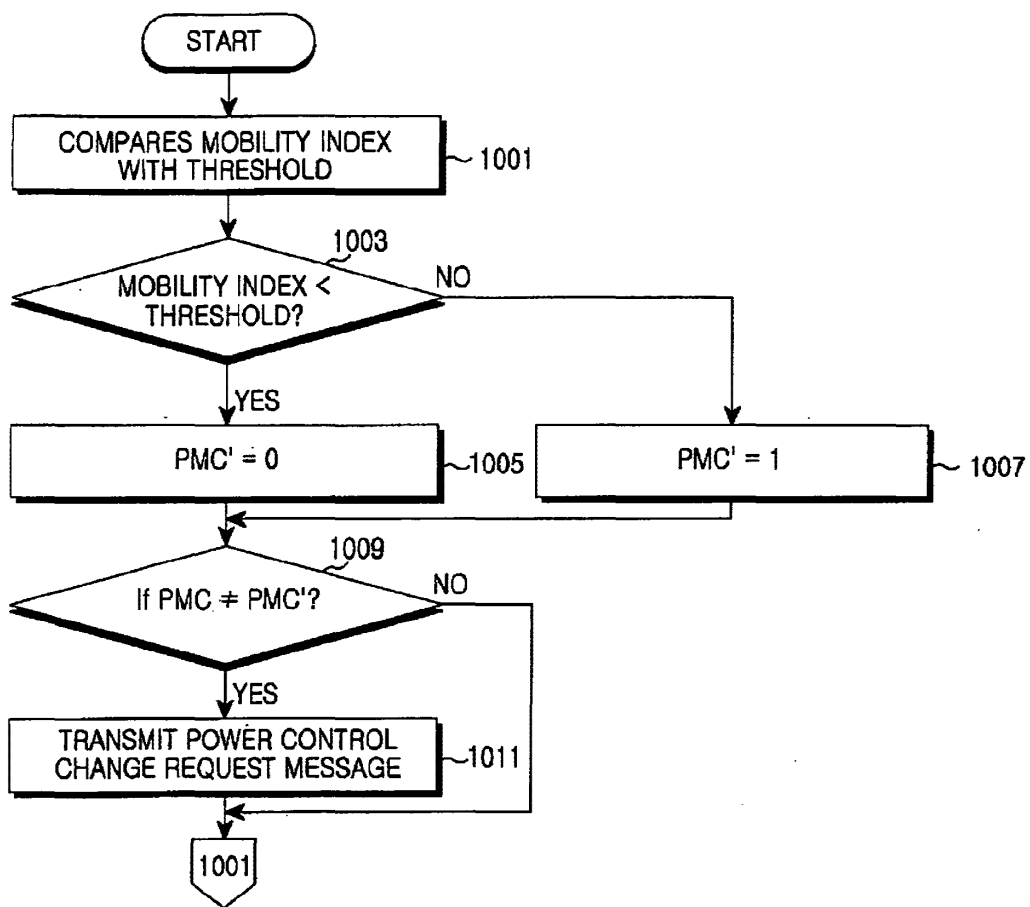 START
COMPARES MOBILITY INDEX
WITH THRESHOLD
1001
1003
MOBILITY INDEX <
THRESHOLD?
NO
YES
PMC' = 0
1005
PMC' = 1
1007
1009
If PMC ≠ PMC'?
NO
YES
TRANSMIT POWER CONTROL
CHANGE REQUEST MESSAGE
1011
1001